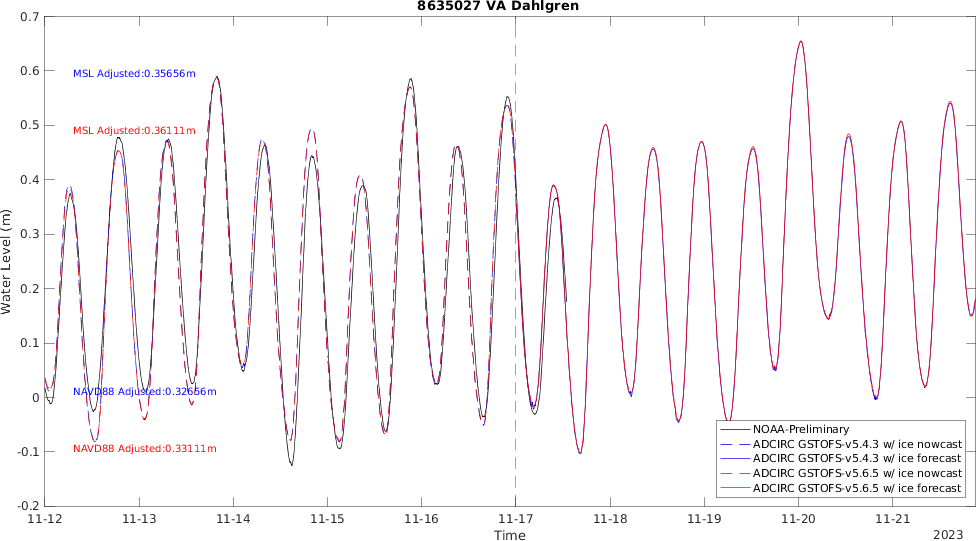 8635027 VA Dahlgren
0.7
0.6
0.5
0.4
0.3
0.2
0.1
0
-0.1
-0.2
Water Level (m)
MSL Adjusted:0.35656m
MSL Adjusted:0.36111m
NAVD88 Adjusted:0.32656m
NAVD88 Adjusted:0.33111m
NOAA-Preliminary
ADCIRC GSTOFS-v5.4.3 w/ ice nowcast
ADCIRC GSTOFS-v5.4.3 w/ ice forecast
ADCIRC GSTOFS-v5.6.5 w/ ice nowcast
ADCIRC GSTOFS-v5.6.5 w/ ice forecast
11-12 11-13 11-14 11-15 11-16 11-17 11-18 11-19 11-20 11-21
Time
2023